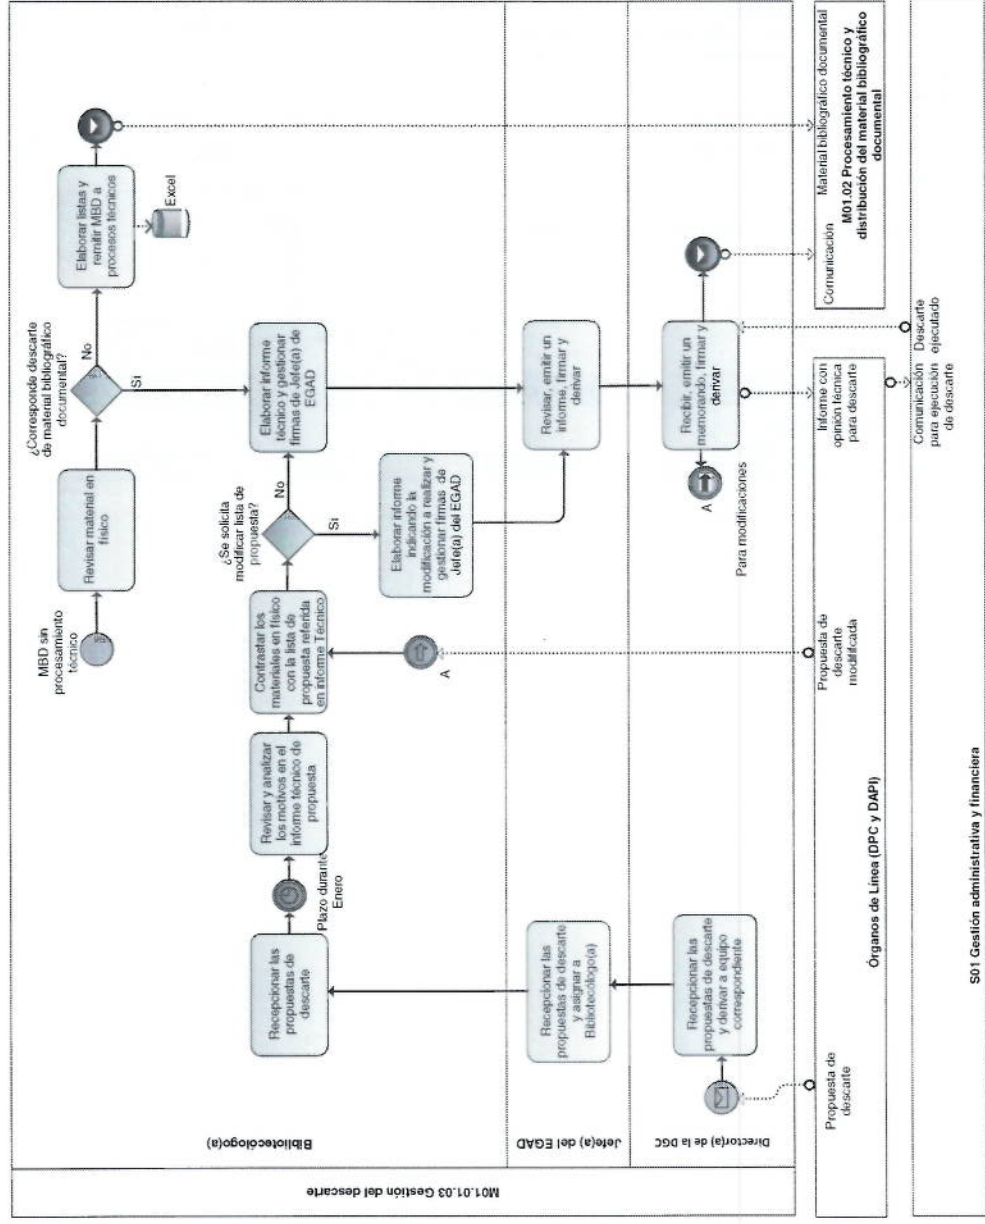 M01.01.03 Gestión del descarte
Bibliotecólogo(a)
Jefe(a) del EGAD
Director(a) de la DGC
MBD sin
procesamiento
técnico
Revisar material en
físico
¿Corresponde descarte
de material bibliográfico
documental?
No
Sí
Elaborar listas y
remitir MBD a
procesos técnicos
Excel
Recepcionar las
propuestas de
descarte
Plazo durante
Enero
Revisar y analizar
los motivos en el
informe técnico de
propuesta
Contrastar los
materiales en físico
con la lista de
propuesta referida
en informe Técnico
¿Se solicita
modificar lista de
propuesta?
No
Sí
Elaborar informe
técnico y gestionar
firmas de Jefe(a) de
EGAD
Elaborar informe
indicando la
modificación a realizar y
gestionar firmas de
Jefe(a) del EGAD
A
Recepcionar las
propuestas de descarte
y asignar a
Bibliotecólogo(a)
Revisar, emitir un
informe, firmar y
derivar
Recepcionar las
propuestas de descarte
y derivar a equipo
correspondiente
A
Para modificaciones
Recibir, emitir un
memorando, firmar y
derivar
Propuesta de
descarte
Propuesta de
descarte
modificada
Informe con
opinión técnica
para descarte
Órganos de Línea (DPC y DAPI)
Comunicación
Material bibliográfico documental
M01.02 Procesamiento técnico y
distribución del material bibliográfico
documental
Comunicación
para ejecución
de descarte
Descarte
ejecutado
S01 Gestión administrativa y financiera